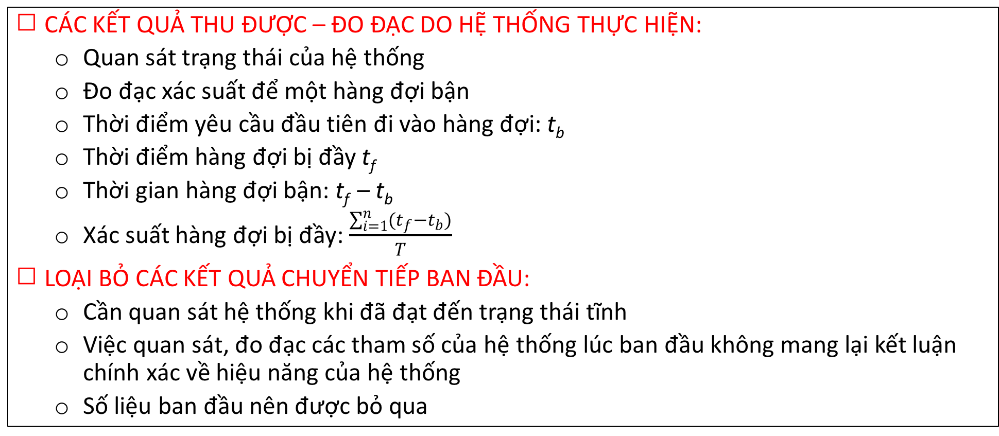 ☐ CÁC KẾT QUẢ THU ĐƯỢC – ĐO ĐẠC DO HỆ THỐNG THỰC HIỆN:
o Quan sát trạng thái của hệ thống
o Đo đạc xác suất để một hàng đợi bận
o Thời điểm yêu cầu đầu tiên đi vào hàng đợi: t_b
o Thời điểm hàng đợi bị đầy t_f
o Thời gian hàng đợi bận: t_f – t_b
o Xác suất hàng đợi bị đầy: \frac{\sum_{i=1}^{n}(t_f-t_b)}{T}
☐ LOẠI BỎ CÁC KẾT QUẢ CHUYỂN TIẾP BAN ĐẦU:
o Cần quan sát hệ thống khi đã đạt đến trạng thái tĩnh
o Việc quan sát, đo đạc các tham số của hệ thống lúc ban đầu không mang lại kết luận
chính xác về hiệu năng của hệ thống
o Số liệu ban đầu nên được bỏ qua